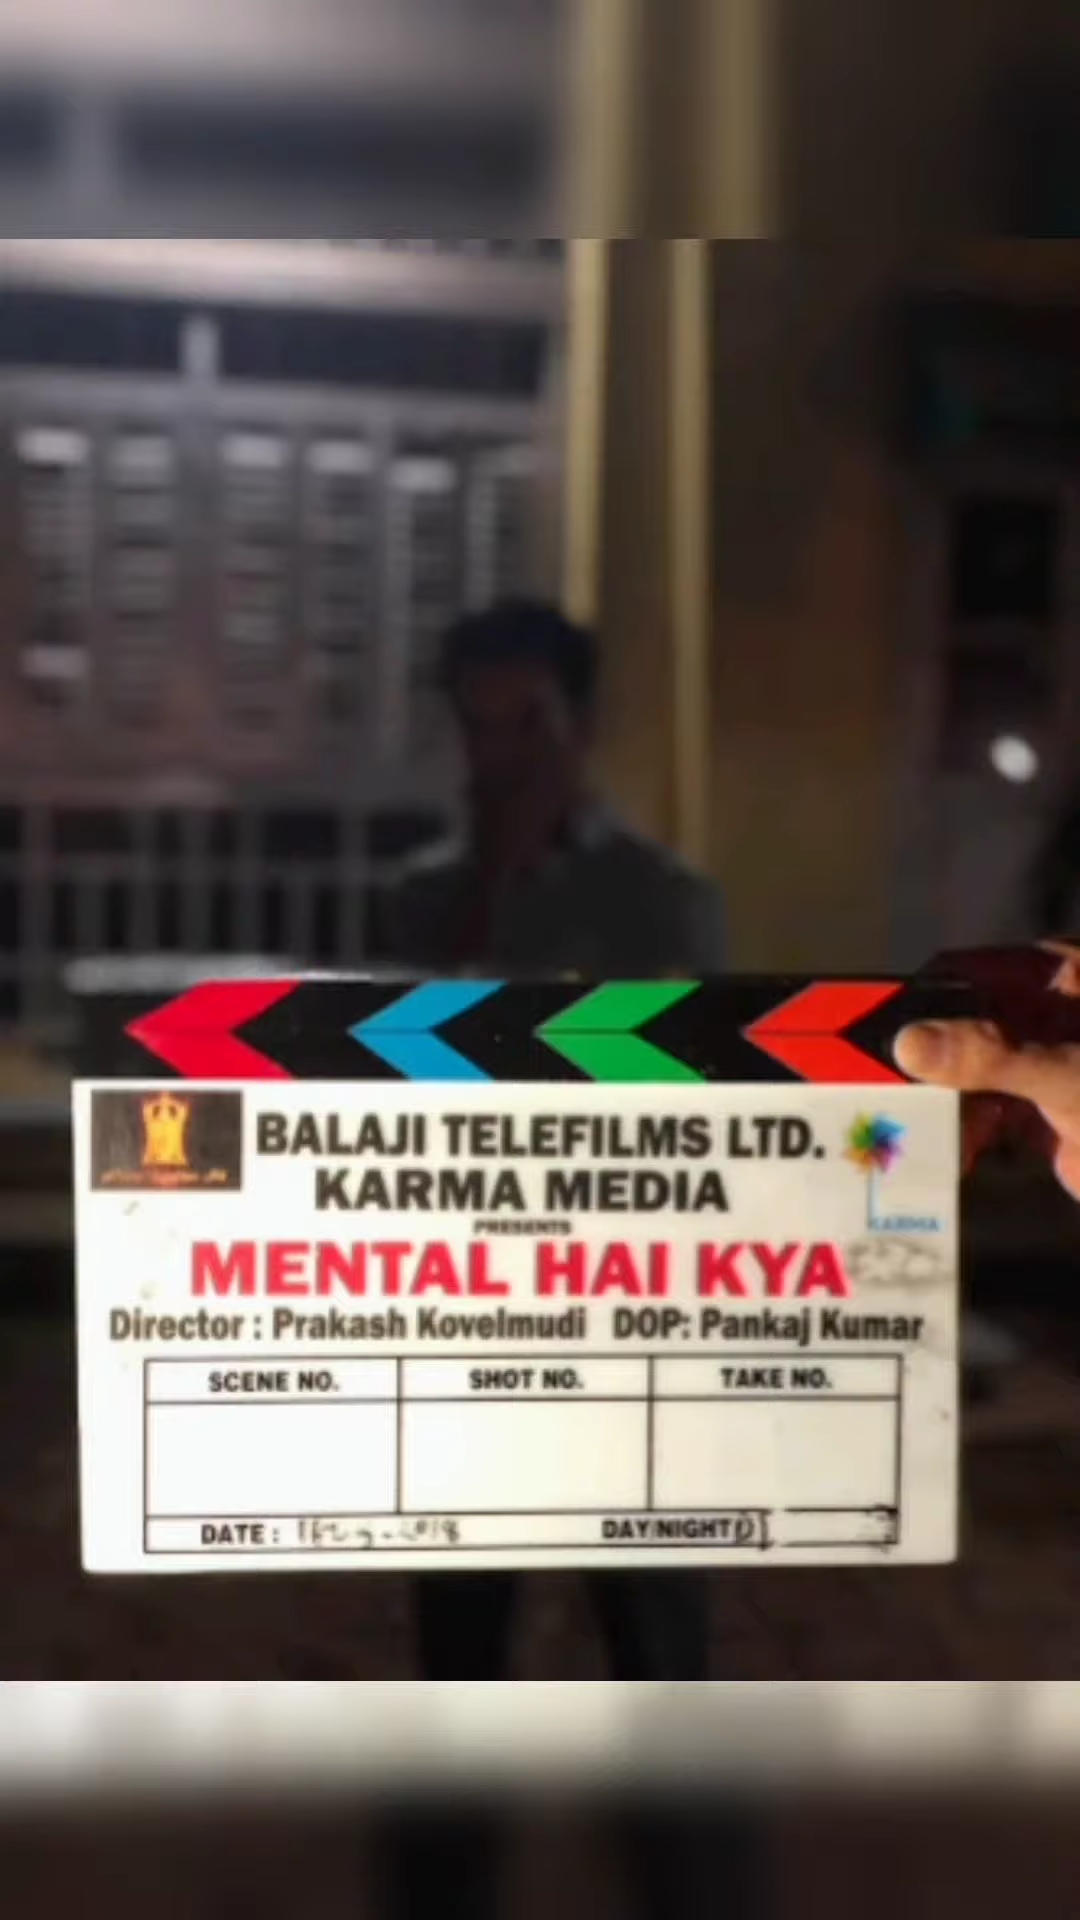 BALAJI TELEFILMS LTD.
KARMA MEDIA
PRESENTS
MENTAL HAI KYA
KARMA
Director : Prakash Kovelmudi DOP: Pankaj Kumar
SCENE NO. SHOT NO. TAKE NO.
DATE : DAY/NIGHT